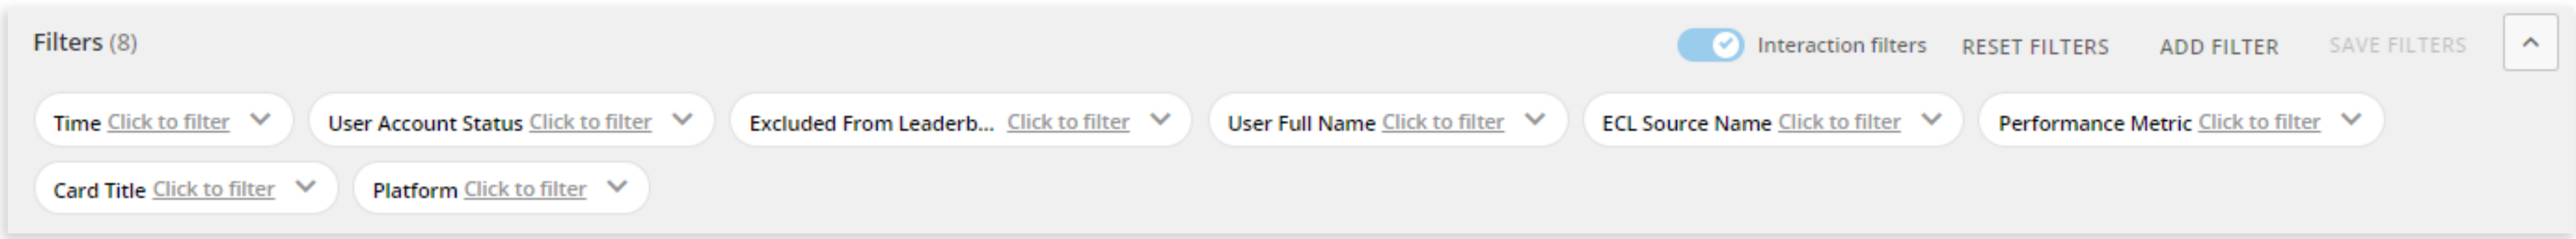 Filters (8) Interaction filters RESET FILTERS ADD FILTER SAVE FILTERS
Time Click to filter User Account Status Click to filter Excluded From Leaderb... Click to filter User Full Name Click to filter ECL Source Name Click to filter Performance Metric Click to filter
Card Title Click to filter Platform Click to filter